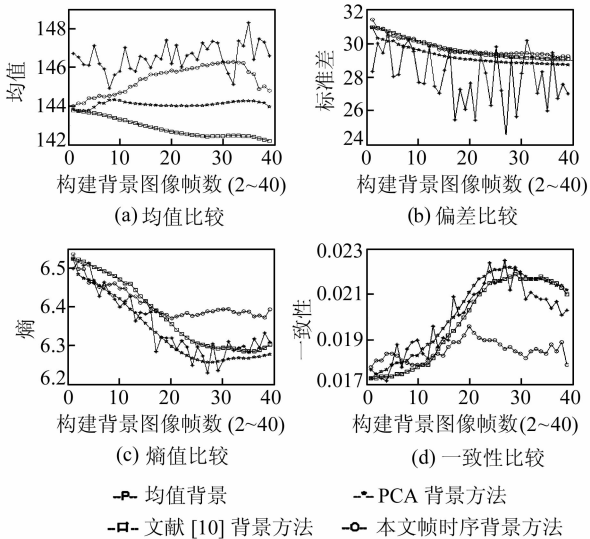 148
146
144
142
均值
0 10 20 30 40
构建背景图像帧数 (2~40)
(a) 均值比较
32
30
28
26
24
标准差
0 10 20 30 40
构建背景图像帧数 (2~40)
(b) 偏差比较
6.5
6.4
6.3
6.2
熵
0 10 20 30 40
构建背景图像帧数 (2~40)
(c) 熵值比较
0.023
0.021
0.019
0.017
一致性
0 10 20 30 40
构建背景图像帧数 (2~40)
(d) 一致性比较
均值背景
PCA 背景方法
文献 [10] 背景方法
本文帧时序背景方法